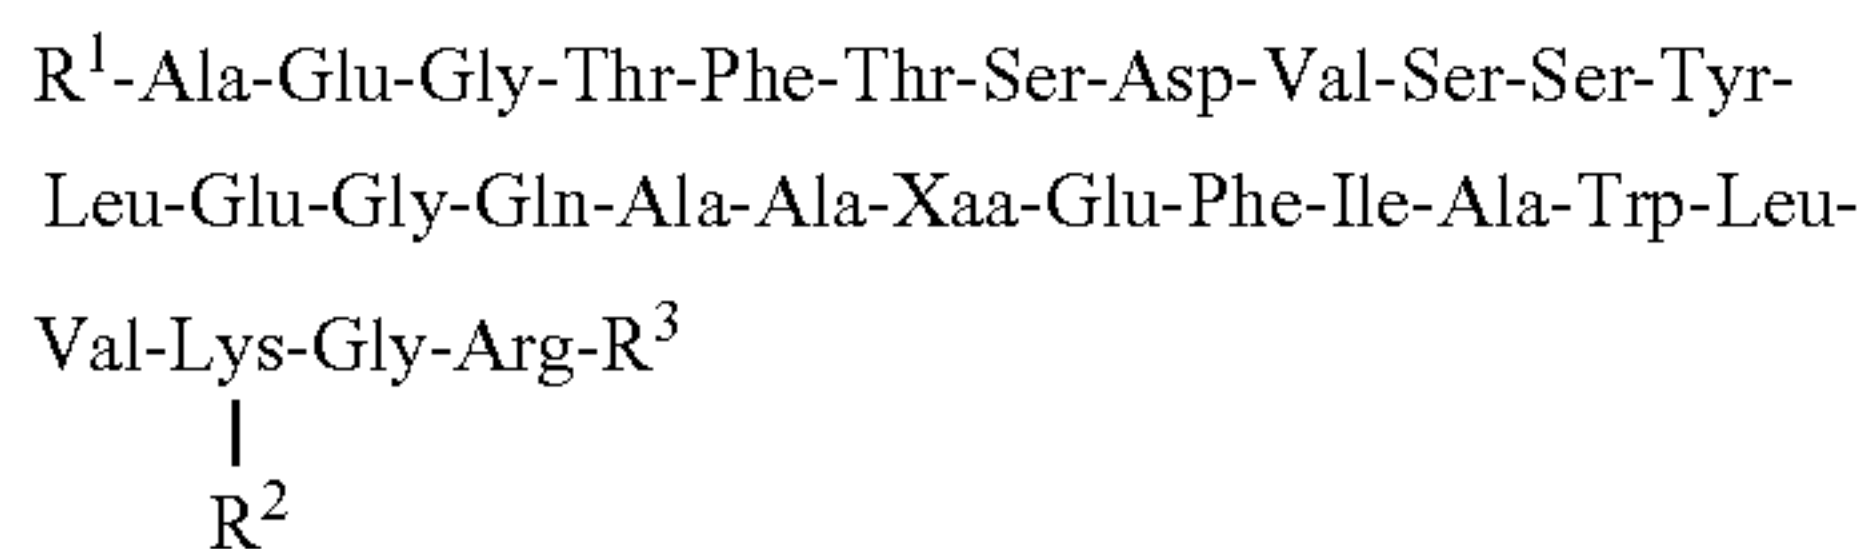 R¹-Ala-Glu-Gly-Thr-Phe-Thr-Ser-Asp-Val-Ser-Ser-Tyr-
Leu-Glu-Gly-Gln-Ala-Ala-Xaa-Glu-Phe-Ile-Ala-Trp-Leu-
Val-Lys-Gly-Arg-R³
R²